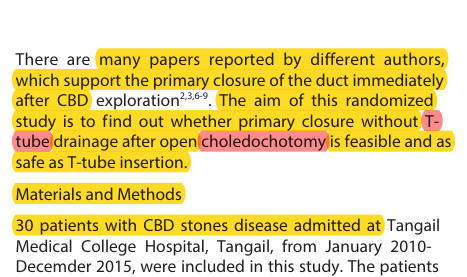 There are many papers reported by different authors,
which support the primary closure of the duct immediately
after CBD exploration2,3,6-9. The aim of this randomized
study is to find out whether primary closure without T-
tube drainage after open choledochotomy is feasible and as
safe as T-tube insertion.
Materials and Methods
30 patients with CBD stones disease admitted at Tangail
Medical College Hospital, Tangail, from January 2010-
Decemder 2015, were included in this study. The patients